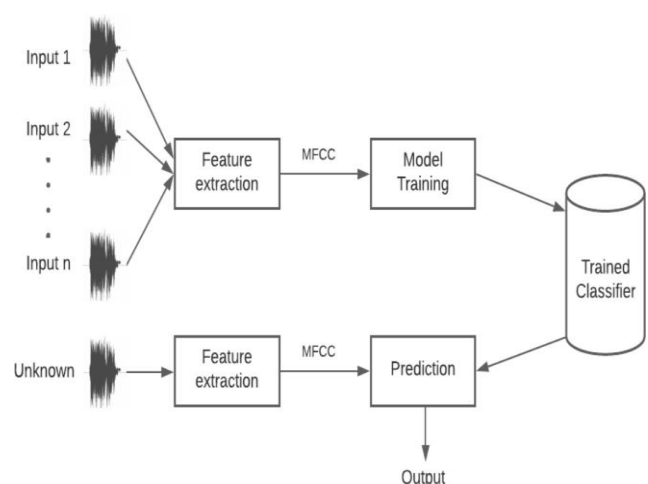 Input 1
Input 2
Input n
Feature
extraction
MFCC
Model
Training
Trained
Classifier
Unknown
Feature
extraction
MFCC
Prediction
Output